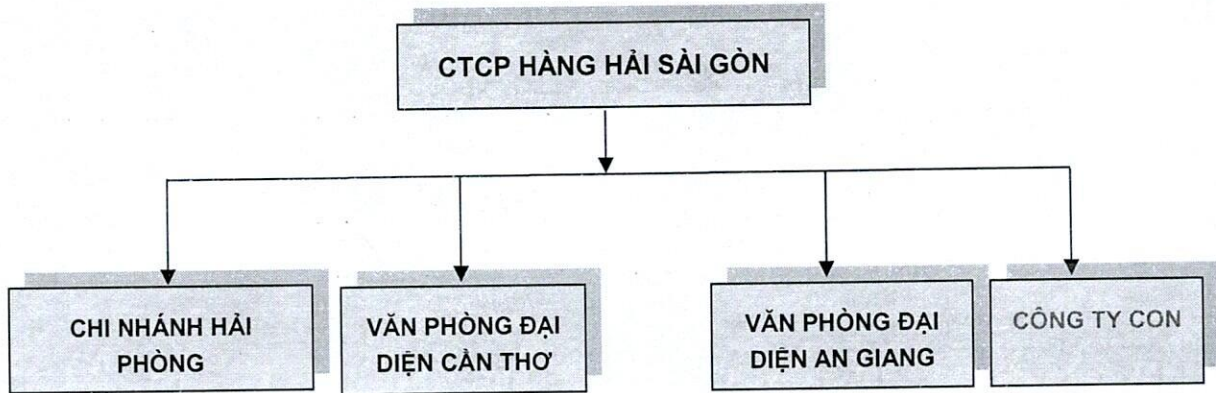 CTCP HÀNG HẢI SÀI GÒN
CHI NHÁNH HẢI
PHÒNG
VĂN PHÒNG ĐẠI
DIỆN CẦN THƠ
VĂN PHÒNG ĐẠI
DIỆN AN GIANG
CÔNG TY CON